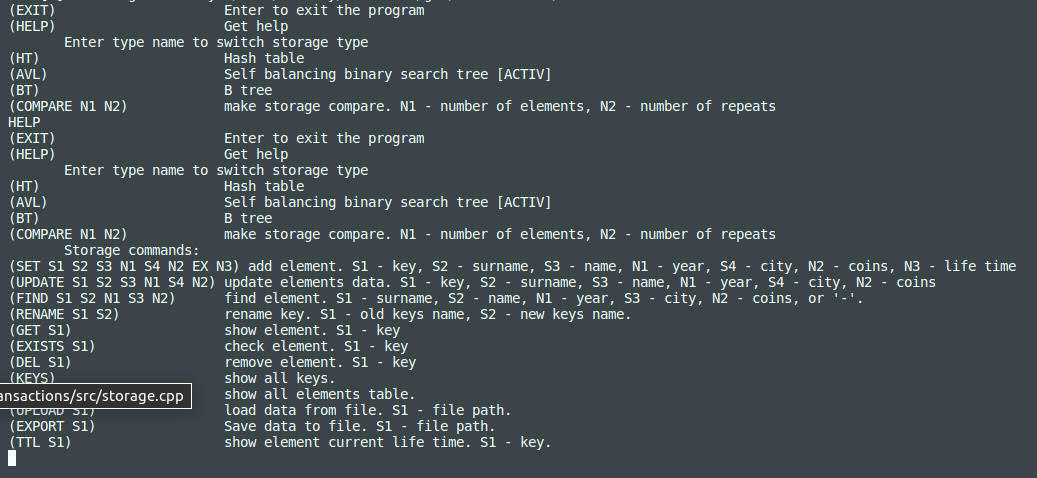 (EXIT) Enter to exit the program
(HELP) Get help
Enter type name to switch storage type
(HT) Hash table
(AVL) Self balancing binary search tree [ACTIV]
(BT) B tree
(COMPARE N1 N2) make storage compare. N1 - number of elements, N2 - number of repeats
HELP
(EXIT) Enter to exit the program
(HELP) Get help
Enter type name to switch storage type
(HT) Hash table
(AVL) Self balancing binary search tree [ACTIV]
(BT) B tree
(COMPARE N1 N2) make storage compare. N1 - number of elements, N2 - number of repeats
Storage commands:
(SET S1 S2 S3 N1 S4 N2 EX N3) add element. S1 - key, S2 - surname, S3 - name, N1 - year, S4 - city, N2 - coins, N3 - life time
(UPDATE S1 S2 S3 N1 S4 N2) update elements data. S1 - key, S2 - surname, S3 - name, N1 - year, S4 - city, N2 - coins
(FIND S1 S2 N1 S3 N2) find element. S1 - surname, S2 - name, N1 - year, S3 - city, N2 - coins, or '-'.
(RENAME S1 S2) rename key. S1 - old keys name, S2 - new keys name.
(GET S1) show element. S1 - key
(EXISTS S1) check element. S1 - key
(DEL S1) remove element. S1 - key
(KEYS) show all keys.
ansactions/src/storage.cpp show all elements table.
(UPLOAD S1) load data from file. S1 - file path.
(EXPORT S1) Save data to file. S1 - file path.
(TTL S1) show element current life time. S1 - key.